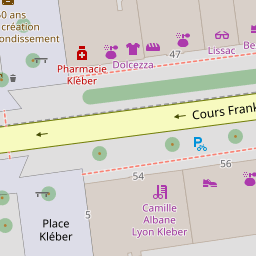 60 ans
création
ondissement
Pharmacie
Kléber
Dolcezza
47
Lissac
Be
Cours Frank
54
56
5
Camille
Albane
Lyon Kleber
Place
Kléber